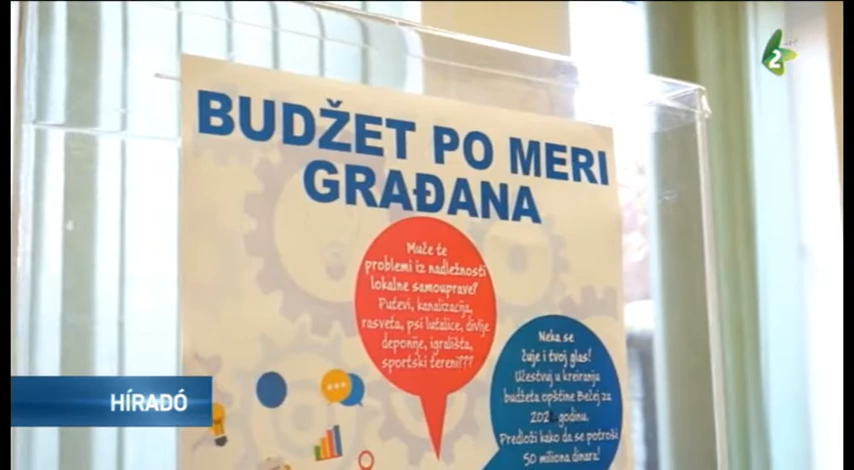 2
BUDŽET PO MERI
GRAĐANA
Muče te
problemi iz nadležnosti
lokalne samouprave?
Putevi, kanalizacija,
rasveta, psi lutalice, divlje
deponije, igrališta,
sportski tereni???
Neka se
čuje i tvoj glas!
Učestvuj u kreiranju
budžeta opštine Bečej za
202 godinu.
Predloži kako da se potroši
50 miliona dinara!
HÍRADÓ